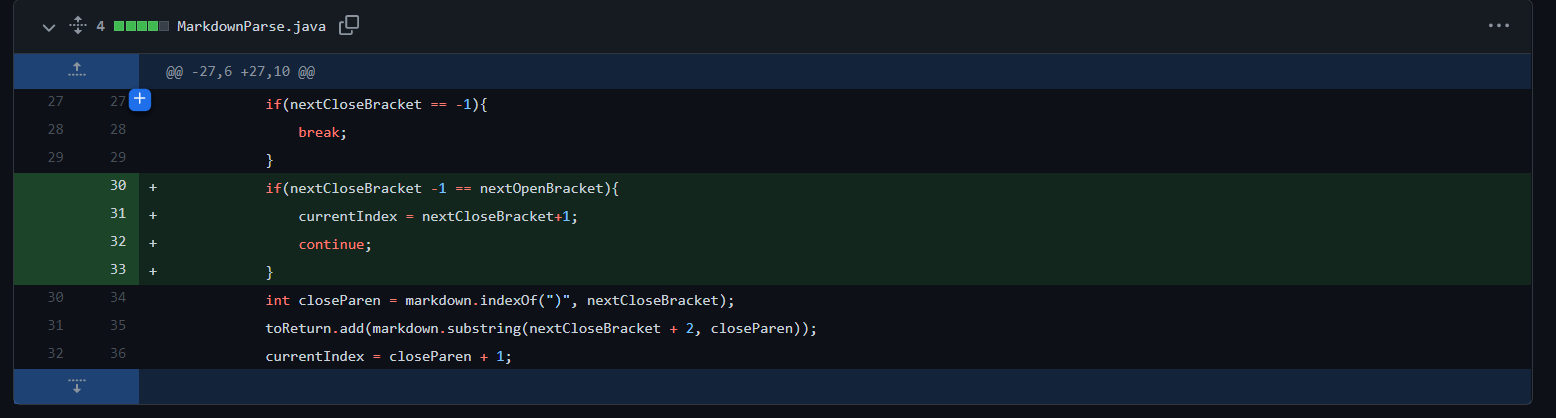 4 MarkdownParse.java
@@ -27,6 +27,10 @@
27 27 if(nextCloseBracket == -1){
28 28 break;
29 29 }
30 + if(nextCloseBracket -1 == nextOpenBracket){
31 + currentIndex = nextCloseBracket+1;
32 + continue;
33 + }
30 34 int closeParen = markdown.indexOf(")", nextCloseBracket);
31 35 toReturn.add(markdown.substring(nextCloseBracket + 2, closeParen));
32 36 currentIndex = closeParen + 1;